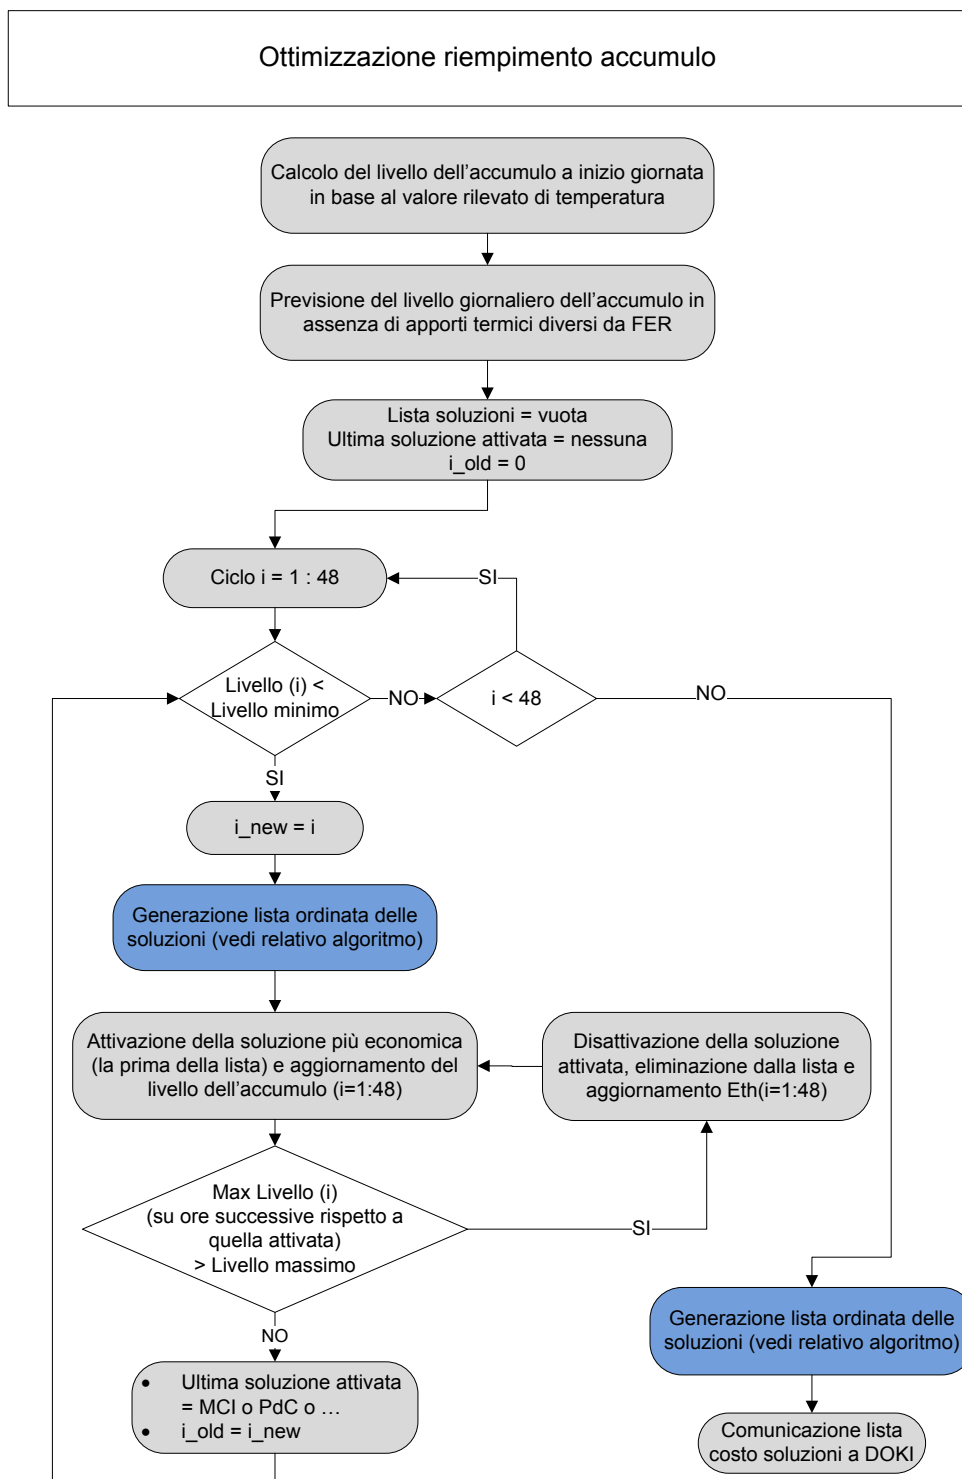 Ottimizzazione riempimento accumulo
Calcolo del livello dell'accumulo a inizio giornata
in base al valore rilevato di temperatura
Previsione del livello giornaliero dell'accumulo in
assenza di apporti termici diversi da FER
Lista soluzioni = vuota
Ultima soluzione attivata = nessuna
i_old = 0
Ciclo i = 1 : 48
SI
Livello (i) <
Livello minimo
NO
i < 48
NO
SI
i_new = i
Generazione lista ordinata delle
soluzioni (vedi relativo algoritmo)
Attivazione della soluzione più economica
(la prima della lista) e aggiornamento del
livello dell'accumulo (i=1:48)
Disattivazione della soluzione
attivata, eliminazione dalla lista e
aggiornamento Eth(i=1:48)
Max Livello (i)
(su ore successive rispetto a
quella attivata)
> Livello massimo
SI
NO
• Ultima soluzione attivata
= MCI o PdC o …
• i_old = i_new
Generazione lista ordinata delle
soluzioni (vedi relativo algoritmo)
Comunicazione lista
costo soluzioni a DOKI